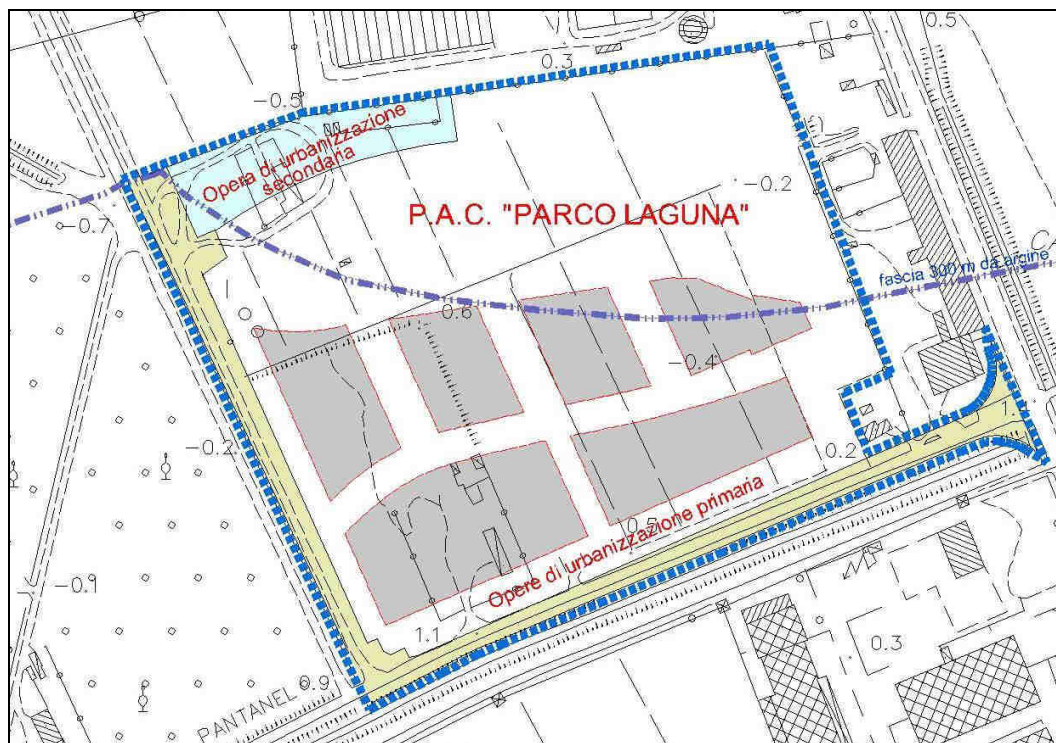 0.5
0.3
-0.5
Opera di urbanizzazione
secondaria
-0.2
P.A.C. "PARCO LAGUNA"
-0.7
fascia 300 m da argine
0.6
-0.4
-0.2
0.2
0.5
Opere di urbanizzazione primaria
-0.1
1.1
0.3
0.9
PANTANEL